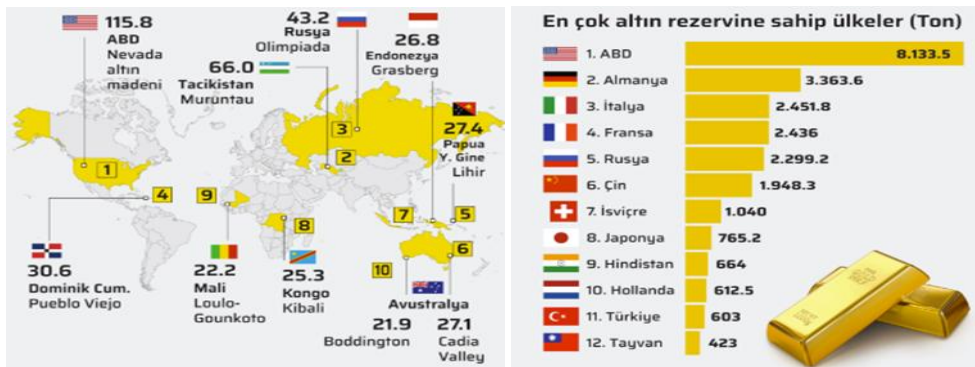 115.8
ABD
Nevada
altın
madeni
43.2
Rusya
Olimpiada
26.8
Endonezya
Grasberg
66.0
Tacikistan
Muruntau
27.4
Papua
Y. Gine
Lihir
1
2
3
4
5
6
7
8
9
10
30.6
Dominik Cum.
Pueblo Viejo
22.2
Mali
Loulo-
Gounkoto
25.3
Kongo
Kibali
Avustralya
21.9
Boddington
27.1
Cadia
Valley
En çok altın rezervine sahip ülkeler (Ton)
1. ABD 8.133.5
2. Almanya 3.363.6
3. İtalya 2.451.8
4. Fransa 2.436
5. Rusya 2.299.2
6. Çin 1.948.3
7. İsviçre 1.040
8. Japonya 765.2
9. Hindistan 664
10. Hollanda 612.5
11. Türkiye 603
12. Tayvan 423